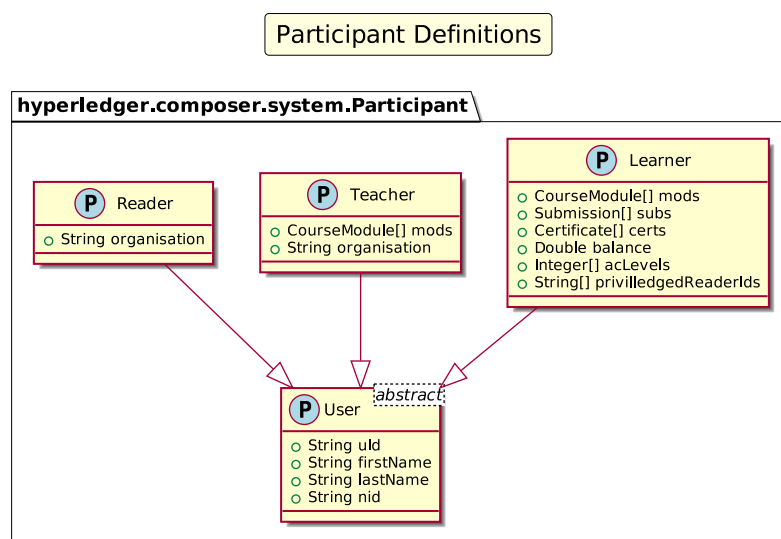 Participant Definitions
hyperledger.composer.system.Participant
P Reader
String organisation
P Teacher
CourseModule[] mods
String organisation
P Learner
CourseModule[] mods
Submission[] subs
Certificate[] certs
Double balance
Integer[] acLevels
String[] privilledgedReaderIds
abstract
P User
String uId
String firstName
String lastName
String nid